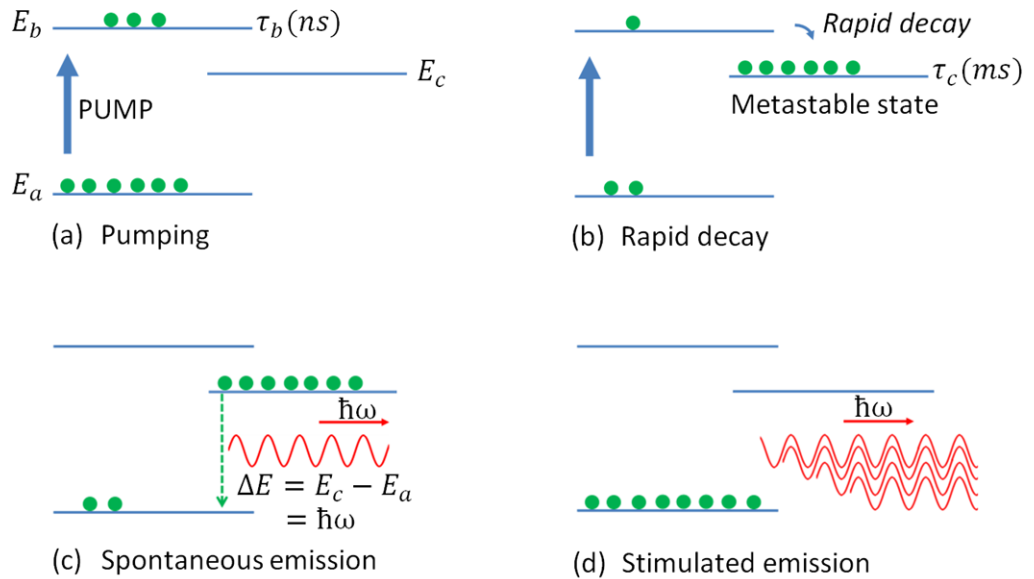 E_b τ_b(ns)
E_c
PUMP
E_a
(a) Pumping
Rapid decay
τ_c(ms)
Metastable state
(b) Rapid decay
ħω
ΔE = E_c − E_a
= ħω
(c) Spontaneous emission
ħω
(d) Stimulated emission